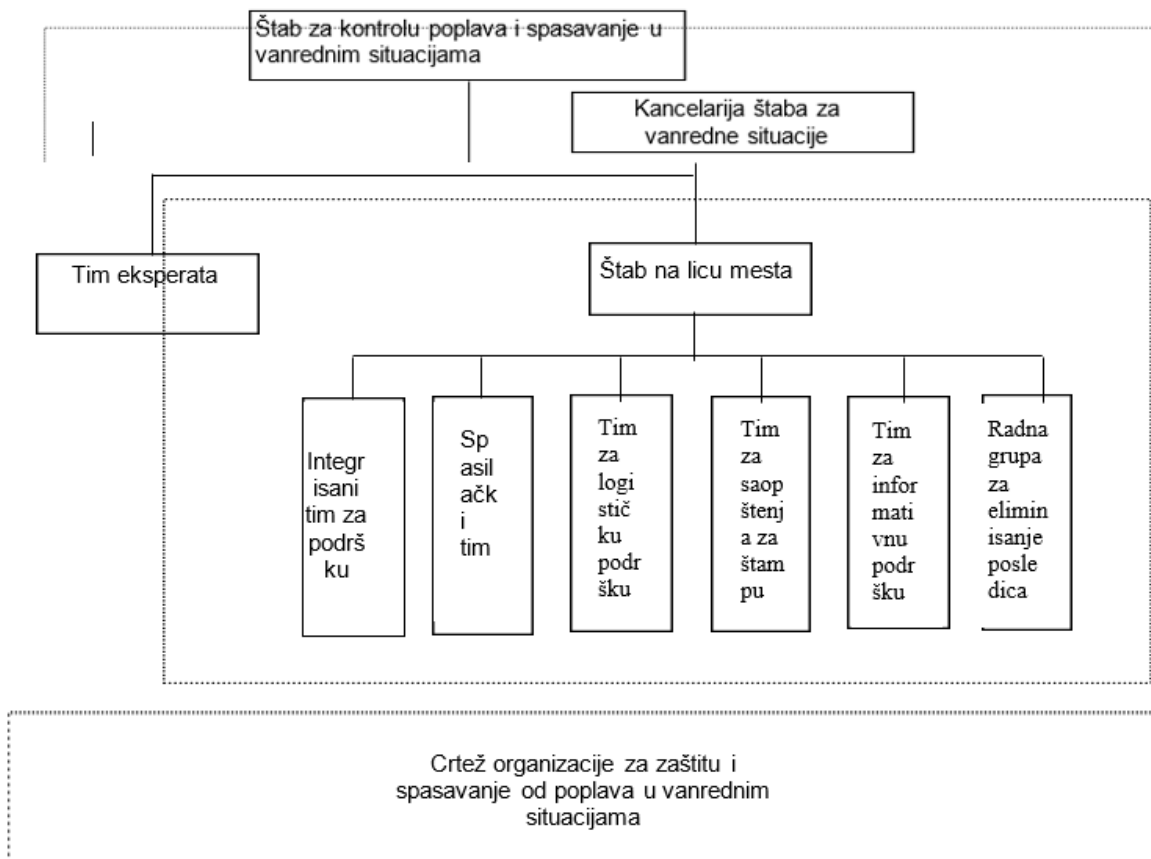 Štab za kontrolu poplava i spasavanje u
vanrednim situacijama
Kancelarija štaba za
vanredne situacije
Tim eksperata
Štab na licu mesta
Integr
isani
tim za
podrš
ku
Sp
asil
ačk
i
tim
Tim
za
logi
stič
ku
podr
šku
Tim
za
saop
štenj
a za
štam
pu
Tim
za
infor
mati
vnu
podr
šku
Radna
grupa
za
elimin
isanje
posle
dica
Crtež organizacije za zaštitu i
spasavanje od poplava u vanrednim
situacijama